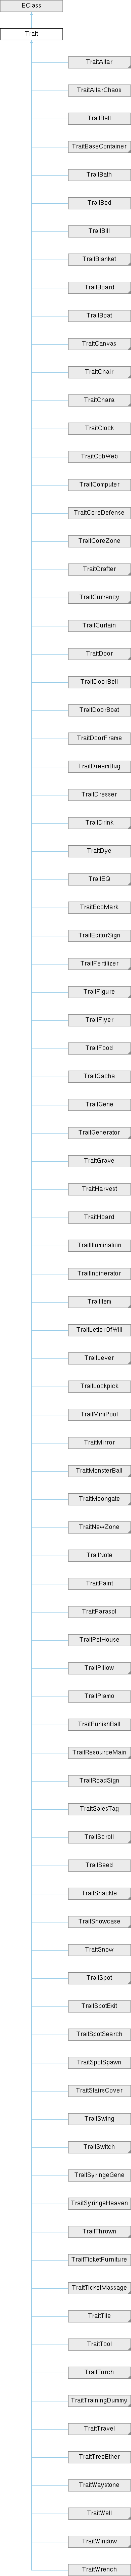 EClass
Trait
TraitAltar
TraitAltarChaos
TraitBall
TraitBaseContainer
TraitBath
TraitBed
TraitBill
TraitBlanket
TraitBoard
TraitBoat
TraitCanvas
TraitChair
TraitChara
TraitClock
TraitCobWeb
TraitComputer
TraitCoreDefense
TraitCoreZone
TraitCrafter
TraitCurrency
TraitCurtain
TraitDoor
TraitDoorBell
TraitDoorBoat
TraitDoorFrame
TraitDreamBug
TraitDresser
TraitDrink
TraitDye
TraitEQ
TraitEcoMark
TraitEditorSign
TraitFertilizer
TraitFigure
TraitFlyer
TraitFood
TraitGacha
TraitGene
TraitGenerator
TraitGrave
TraitHarvest
TraitHoard
TraitIllumination
TraitIncinerator
TraitItem
TraitLetterOfWill
TraitLever
TraitLockpick
TraitMiniPool
TraitMirror
TraitMonsterBall
TraitMoongate
TraitNewZone
TraitNote
TraitPaint
TraitParasol
TraitPetHouse
TraitPillow
TraitPlamo
TraitPunishBall
TraitResourceMain
TraitRoadSign
TraitSalesTag
TraitScroll
TraitSeed
TraitShackle
TraitShowcase
TraitSnow
TraitSpot
TraitSpotExit
TraitSpotSearch
TraitSpotSpawn
TraitStairsCover
TraitSwing
TraitSwitch
TraitSyringeGene
TraitSyringeHeaven
TraitThrown
TraitTicketFurniture
TraitTicketMassage
TraitTile
TraitTool
TraitTorch
TraitTrainingDummy
TraitTravel
TraitTreeEther
TraitWaystone
TraitWell
TraitWindow
TraitWrench